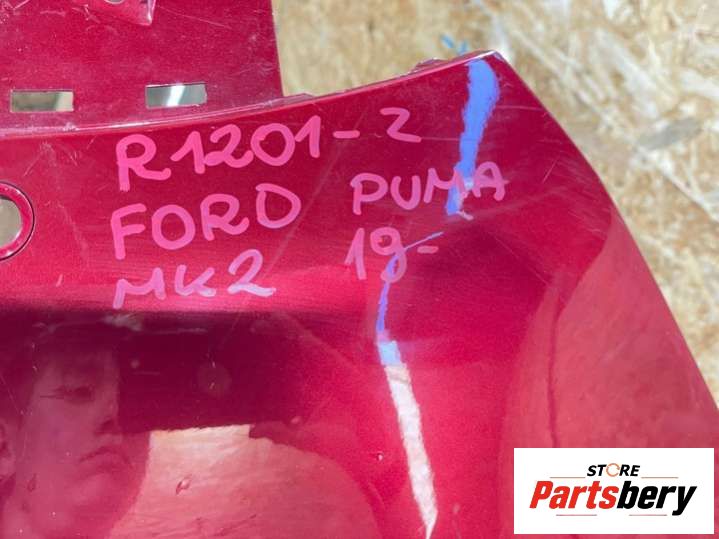 R1201-2
FORD PUMA
MK2 19-
STORE
Partsbery